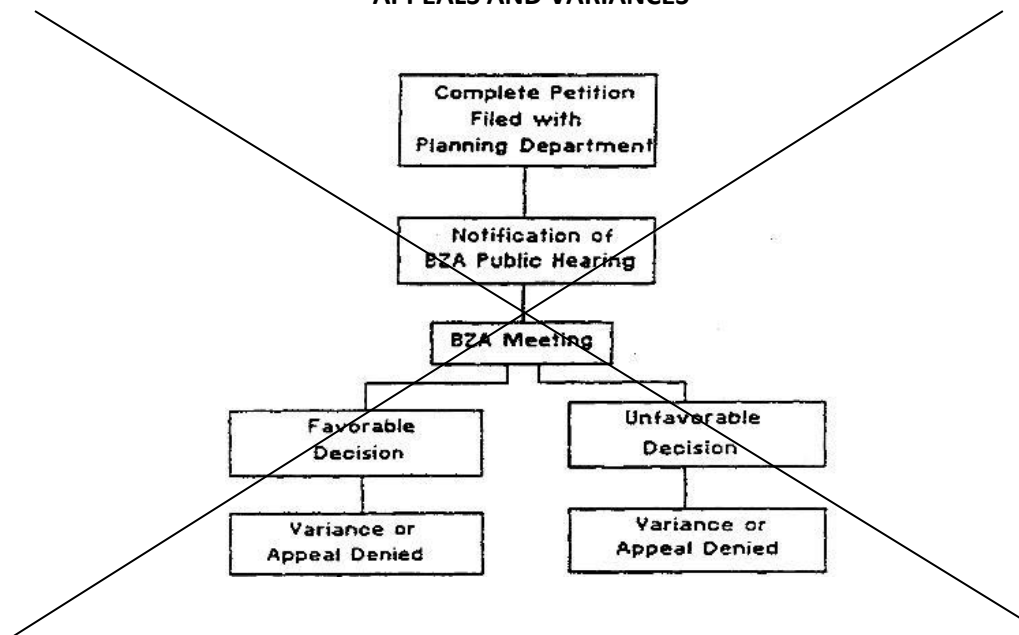 APPEALS AND VARIANCES
Complete Petition
Filed with
Planning Department
Notification of
BZA Public Hearing
BZA Meeting
Favorable
Decision
Unfavorable
Decision
Variance or
Appeal Denied
Variance or
Appeal Denied